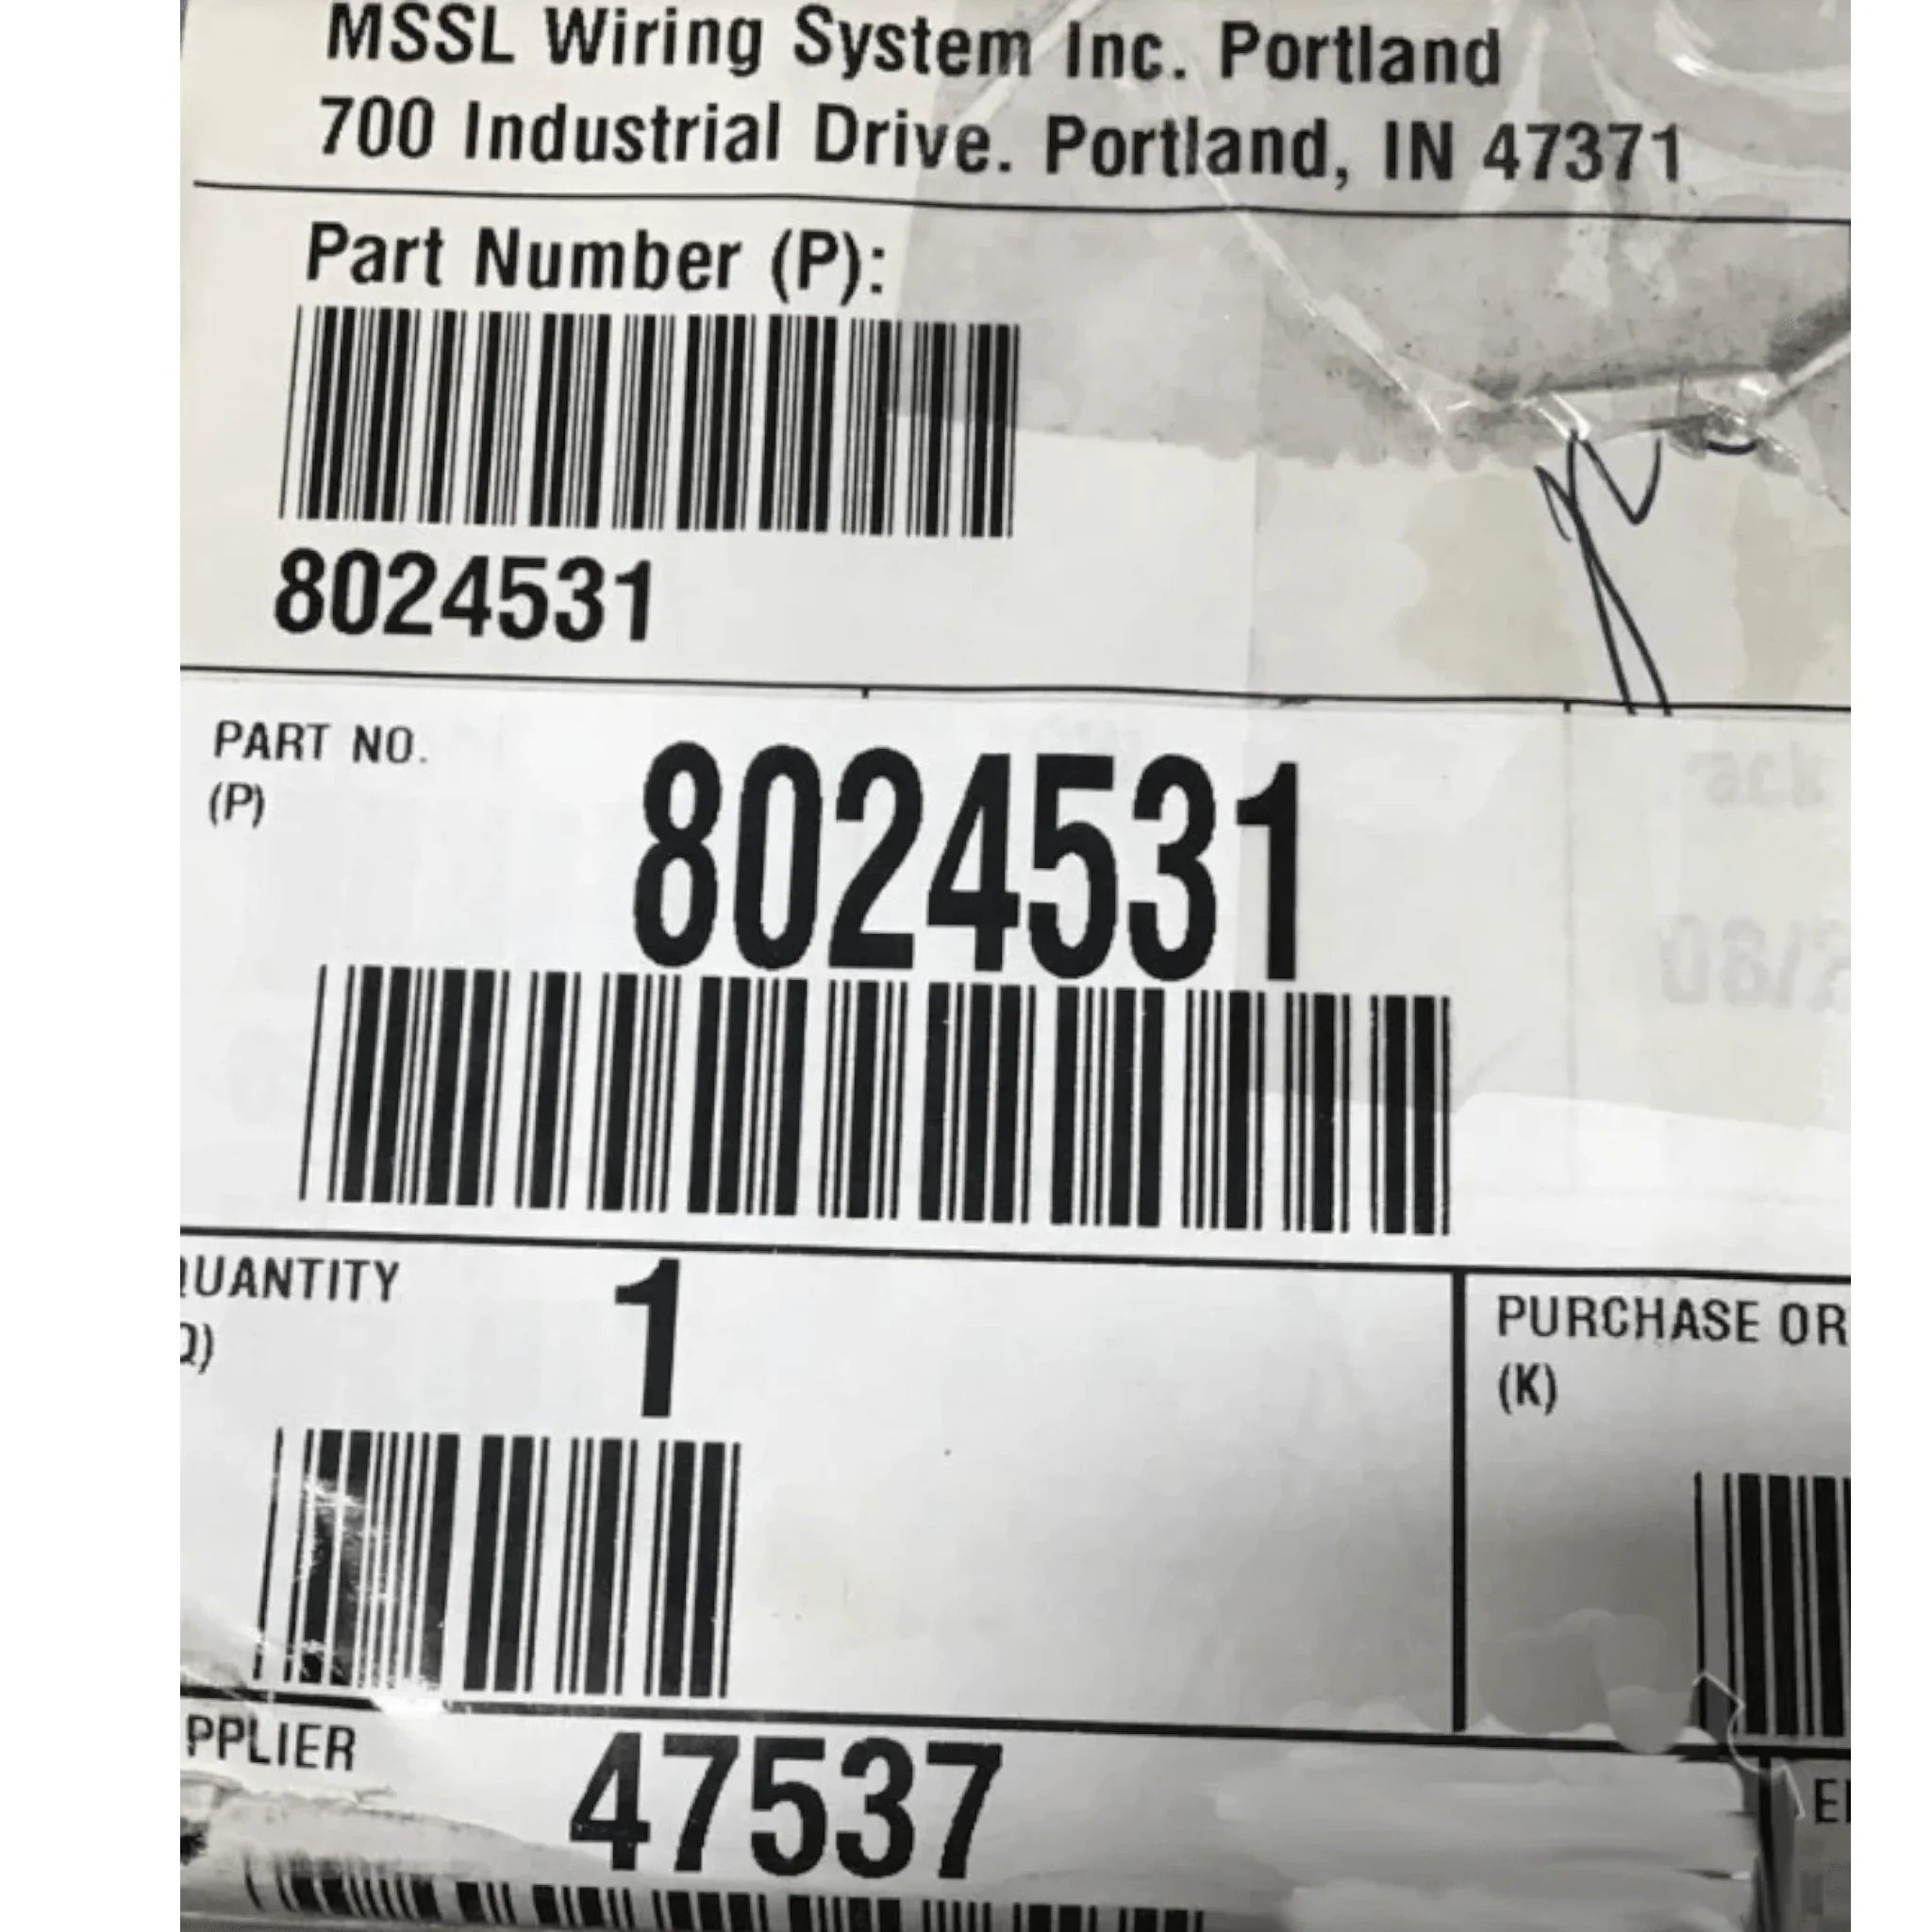 MSSL Wiring System Inc. Portland
700 Industrial Drive. Portland, IN 47371
Part Number (P):
8024531
PART NO.
(P)
8024531
QUANTITY
1
PURCHASE OR
(K)
PPLIER
47537